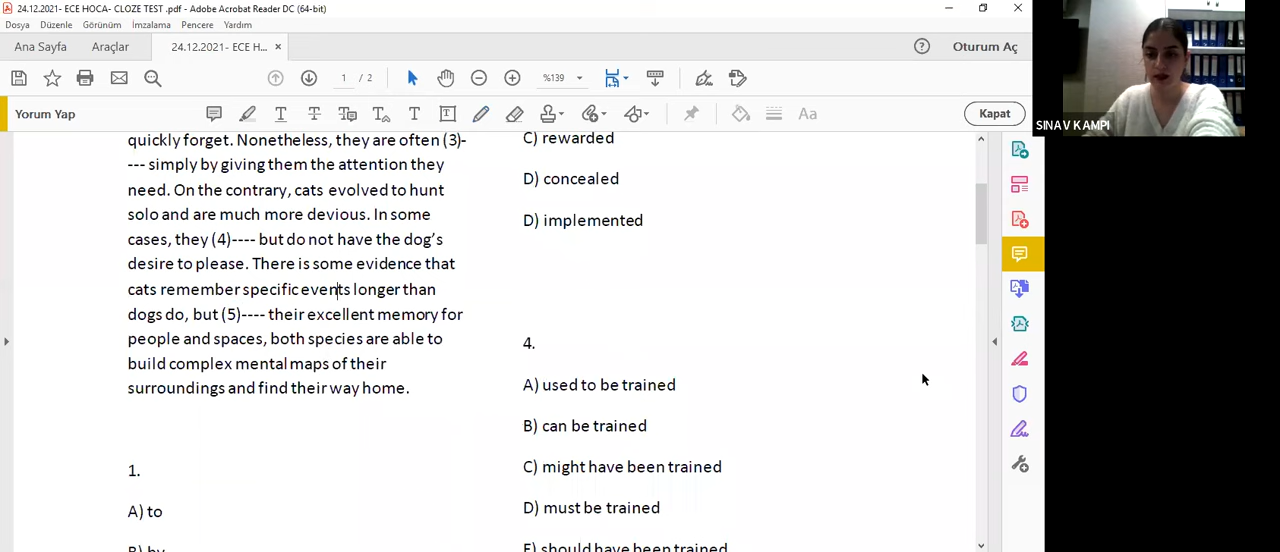 24.12.2021- ECE HOCA- CLOZE TEST .pdf - Adobe Acrobat Reader DC (64-bit)
Dosya Düzenle Görünüm İmzalama Pencere Yardım
Ana Sayfa Araçlar 24.12.2021- ECE H... × Oturum Aç
1 / 2 %139
Yorum Yap Aa Kapat
SINAV KAMPI
quickly forget. Nonetheless, they are often (3)-
--- simply by giving them the attention they
need. On the contrary, cats evolved to hunt
solo and are much more devious. In some
cases, they (4)---- but do not have the dog's
desire to please. There is some evidence that
cats remember specific events longer than
dogs do, but (5)---- their excellent memory for
people and spaces, both species are able to
build complex mental maps of their
surroundings and find their way home.
1.
A) to
B) by
C) rewarded
D) concealed
D) implemented
4.
A) used to be trained
B) can be trained
C) might have been trained
D) must be trained
E) should have been trained